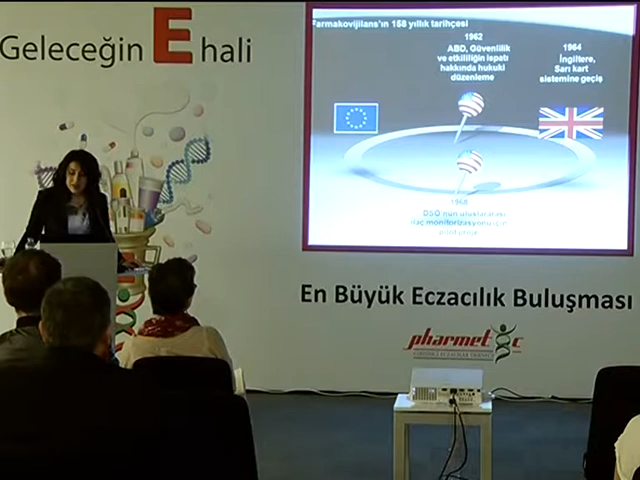 Geleceğin E hali
Farmakovijilans'ın 158 yıllık tarihçesi
1962
ABD, Güvenlilik
ve etkililiğin ispatı
hakkında hukuki
düzenleme
1964
İngiltere,
Sarı kart
sistemine geçiş
1968
DSÖ'nün uluslararası
ilaç monitorizasyonu için
En Büyük Eczacılık Buluşması
pharmetic